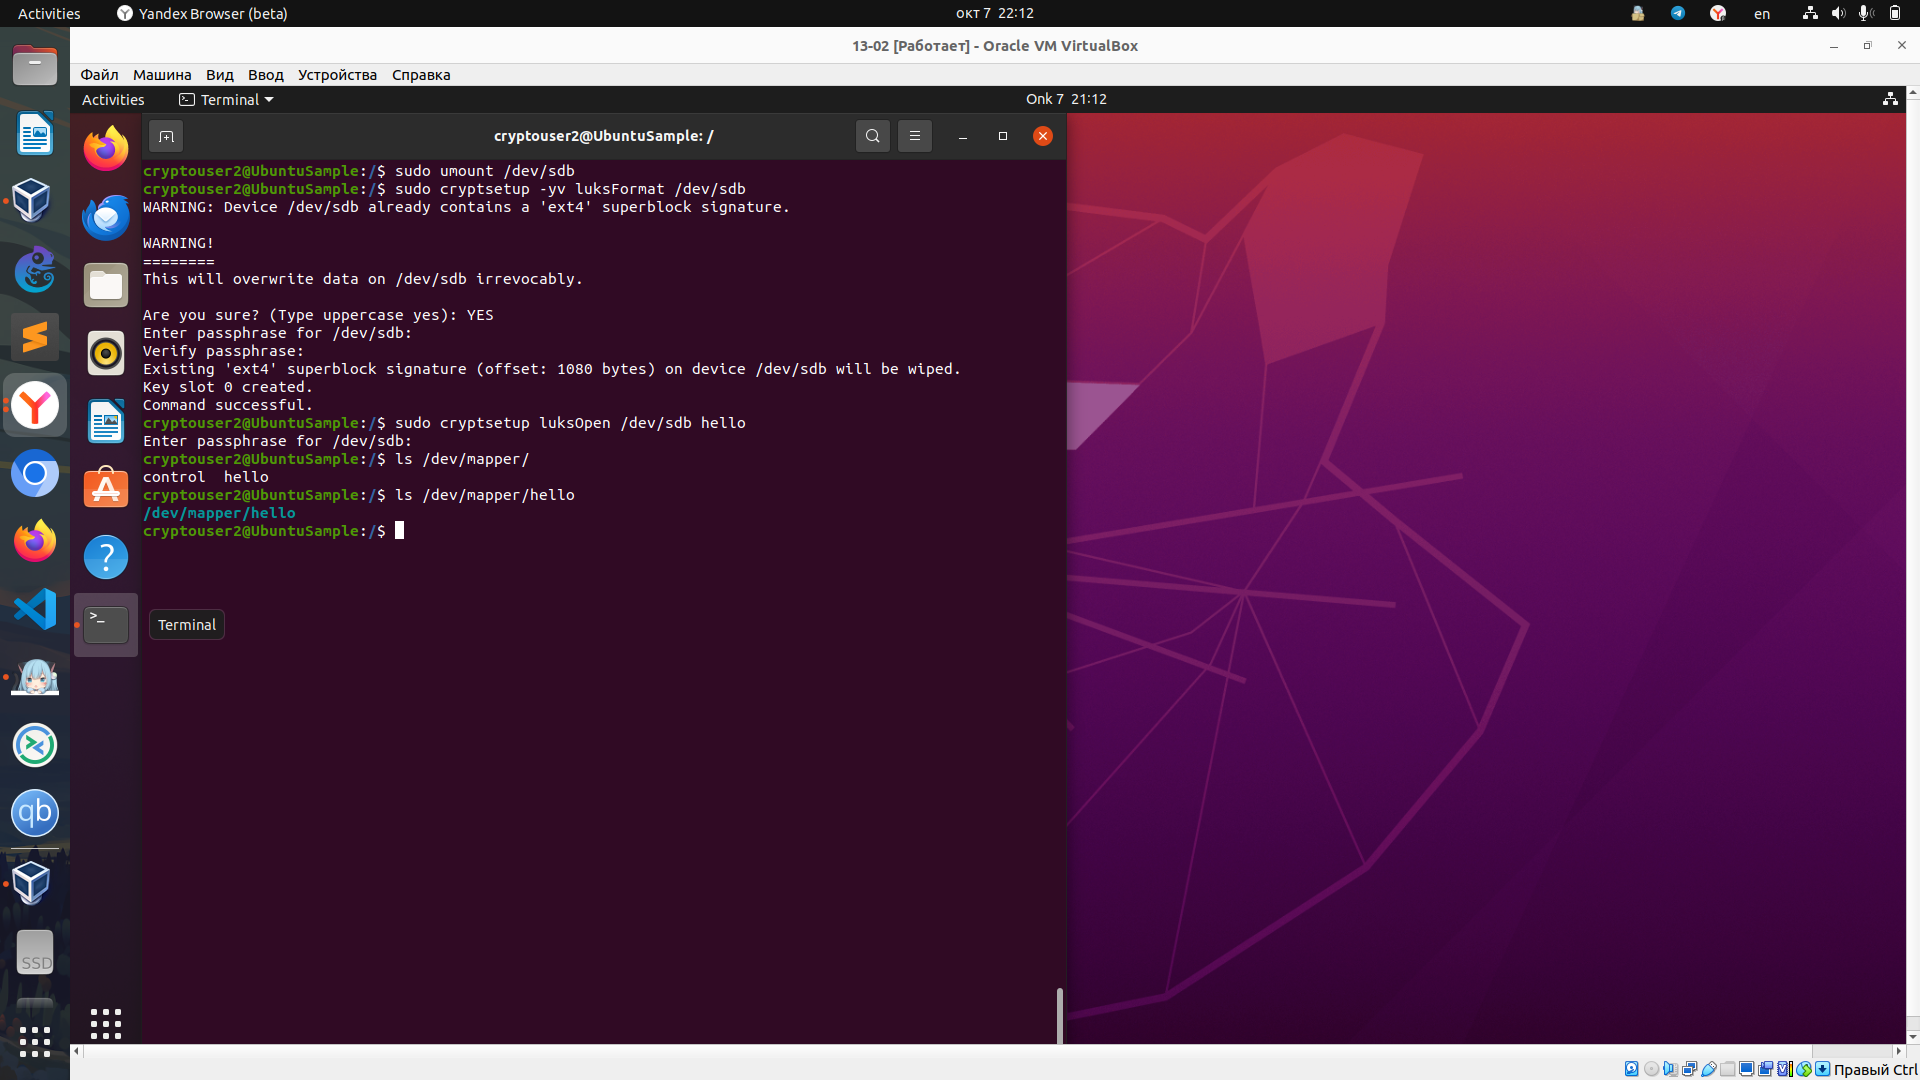 Activities
Yandex Browser (beta)
окт 7 22:12
en
13-02 [Работает] - Oracle VM VirtualBox
Файл Машина Вид Ввод Устройства Справка
Activities
Terminal
Onk 7 21:12
cryptouser2@UbuntuSample: /
cryptouser2@UbuntuSample:/$ sudo umount /dev/sdb
cryptouser2@UbuntuSample:/$ sudo cryptsetup -yv luksFormat /dev/sdb
WARNING: Device /dev/sdb already contains a 'ext4' superblock signature.
WARNING!
========
This will overwrite data on /dev/sdb irrevocably.
Are you sure? (Type uppercase yes): YES
Enter passphrase for /dev/sdb:
Verify passphrase:
Existing 'ext4' superblock signature (offset: 1080 bytes) on device /dev/sdb will be wiped.
Key slot 0 created.
Command successful.
cryptouser2@UbuntuSample:/$ sudo cryptsetup luksOpen /dev/sdb hello
Enter passphrase for /dev/sdb:
cryptouser2@UbuntuSample:/$ ls /dev/mapper/
control hello
cryptouser2@UbuntuSample:/$ ls /dev/mapper/hello
/dev/mapper/hello
cryptouser2@UbuntuSample:/$
Terminal
qb
SSD
Правый Ctrl